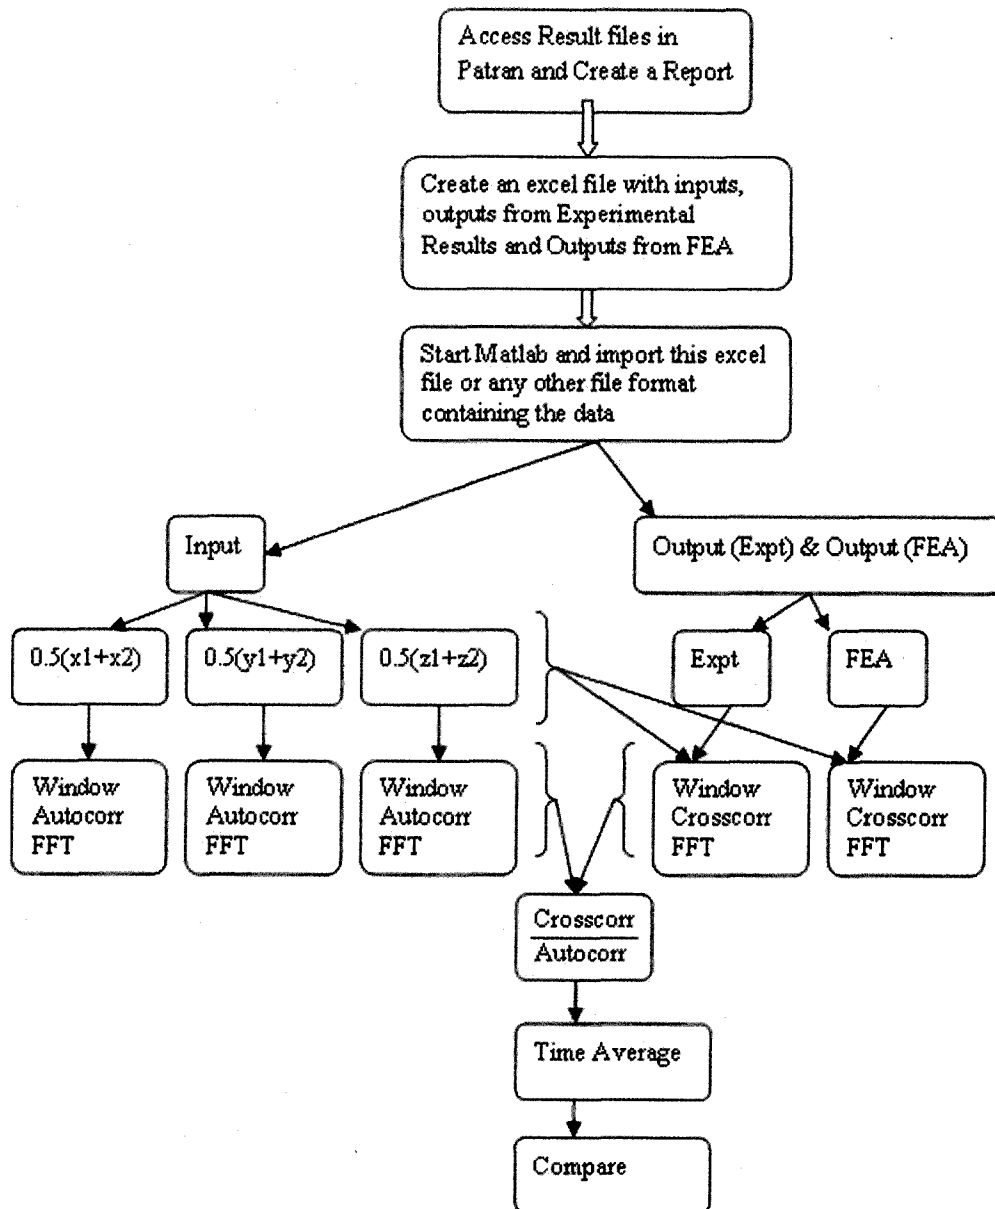 Access Result files in
Patran and Create a Report
Create an excel file with inputs,
outputs from Experimental
Results and Outputs from FEA
Start Matlab and import this excel
file or any other file format
containing the data
Input
Output (Expt) & Output (FEA)
0.5(x1+x2)
0.5(y1+y2)
0.5(z1+z2)
Expt
FEA
Window
Autocorr
FFT
Window
Autocorr
FFT
Window
Autocorr
FFT
Window
Crosscorr
FFT
Window
Crosscorr
FFT
Crosscorr
Autocorr
Time Average
Compare